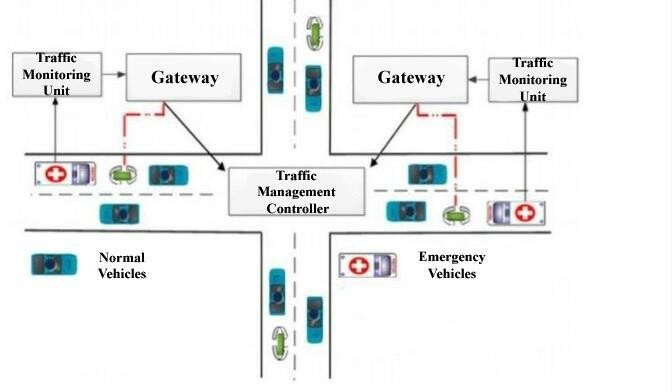 Traffic
Monitoring
Unit
Gateway
Gateway
Traffic
Monitoring
Unit
Traffic
Management
Controller
Normal
Vehicles
Emergency
Vehicles